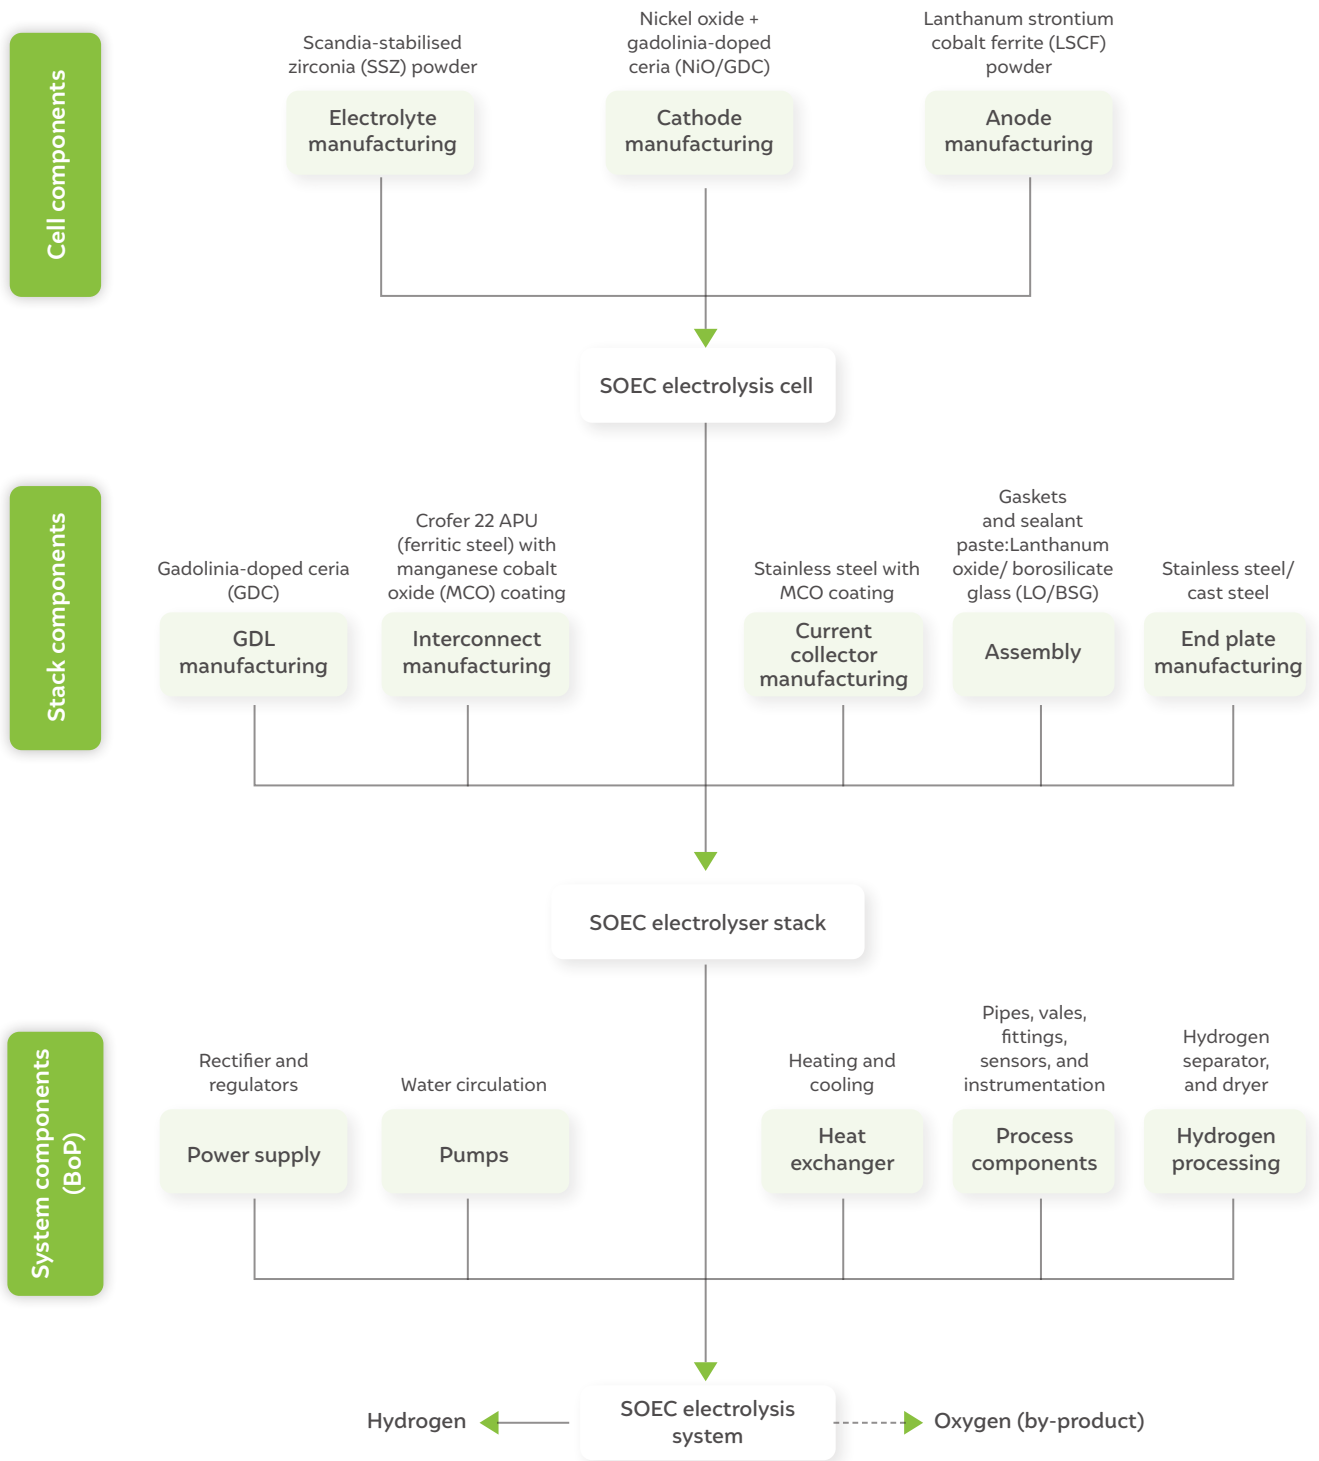 Cell components
Scandia-stabilised
zirconia (SSZ) powder
Electrolyte
manufacturing
Nickel oxide +
gadolinia-doped
ceria (NiO/GDC)
Cathode
manufacturing
Lanthanum strontium
cobalt ferrite (LSCF)
powder
Anode
manufacturing
SOEC electrolysis cell
Stack components
Gadolinia-doped ceria
(GDC)
GDL
manufacturing
Crofer 22 APU
(ferritic steel) with
manganese cobalt
oxide (MCO) coating
Interconnect
manufacturing
Stainless steel with
MCO coating
Current
collector
manufacturing
Gaskets
and sealant
paste:Lanthanum
oxide/ borosilicate
glass (LO/BSG)
Assembly
Stainless steel/
cast steel
End plate
manufacturing
SOEC electrolyser stack
System components
(BoP)
Rectifier and
regulators
Power supply
Water circulation
Pumps
Heating and
cooling
Heat
exchanger
Pipes, vales,
fittings,
sensors, and
instrumentation
Process
components
Hydrogen
separator,
and dryer
Hydrogen
processing
Hydrogen
SOEC electrolysis
system
Oxygen (by-product)